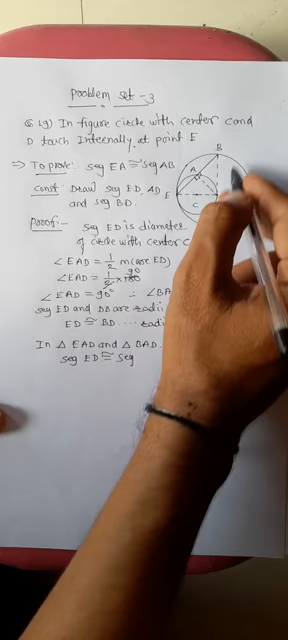 Problem set -3
Q 19) In figure circle with center C and
D touch Internally at point E
⇒ To prove:- seg EA ≅ seg AB
const: Draw seg ED, AD
and seg BD.
Proof:- seg ED is diameter
of circle with center C
∠EAD = 1/2 m(arc ED)
∠EAD = 1/2 × 180 90
∠EAD = 90° ∴ ∠BA
seg ED and DB are radii
ED ≅ BD .... radii
In △ EAD and △ BAD.
seg ED ≅ seg
B
A
E
C